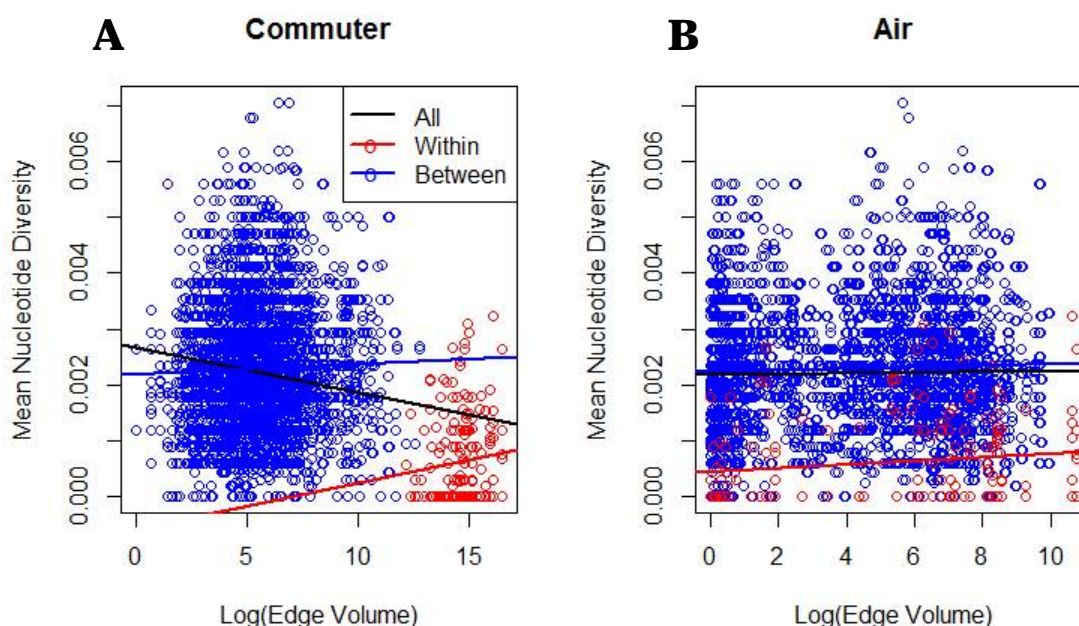 A
Commuter
Mean Nucleotide Diversity
0.000
0.002
0.004
0.006
All
Within
Between
0
5
10
15
Log(Edge Volume)
B
Air
Mean Nucleotide Diversity
0.000
0.002
0.004
0.006
0
2
4
6
8
10
Log(Edge Volume)